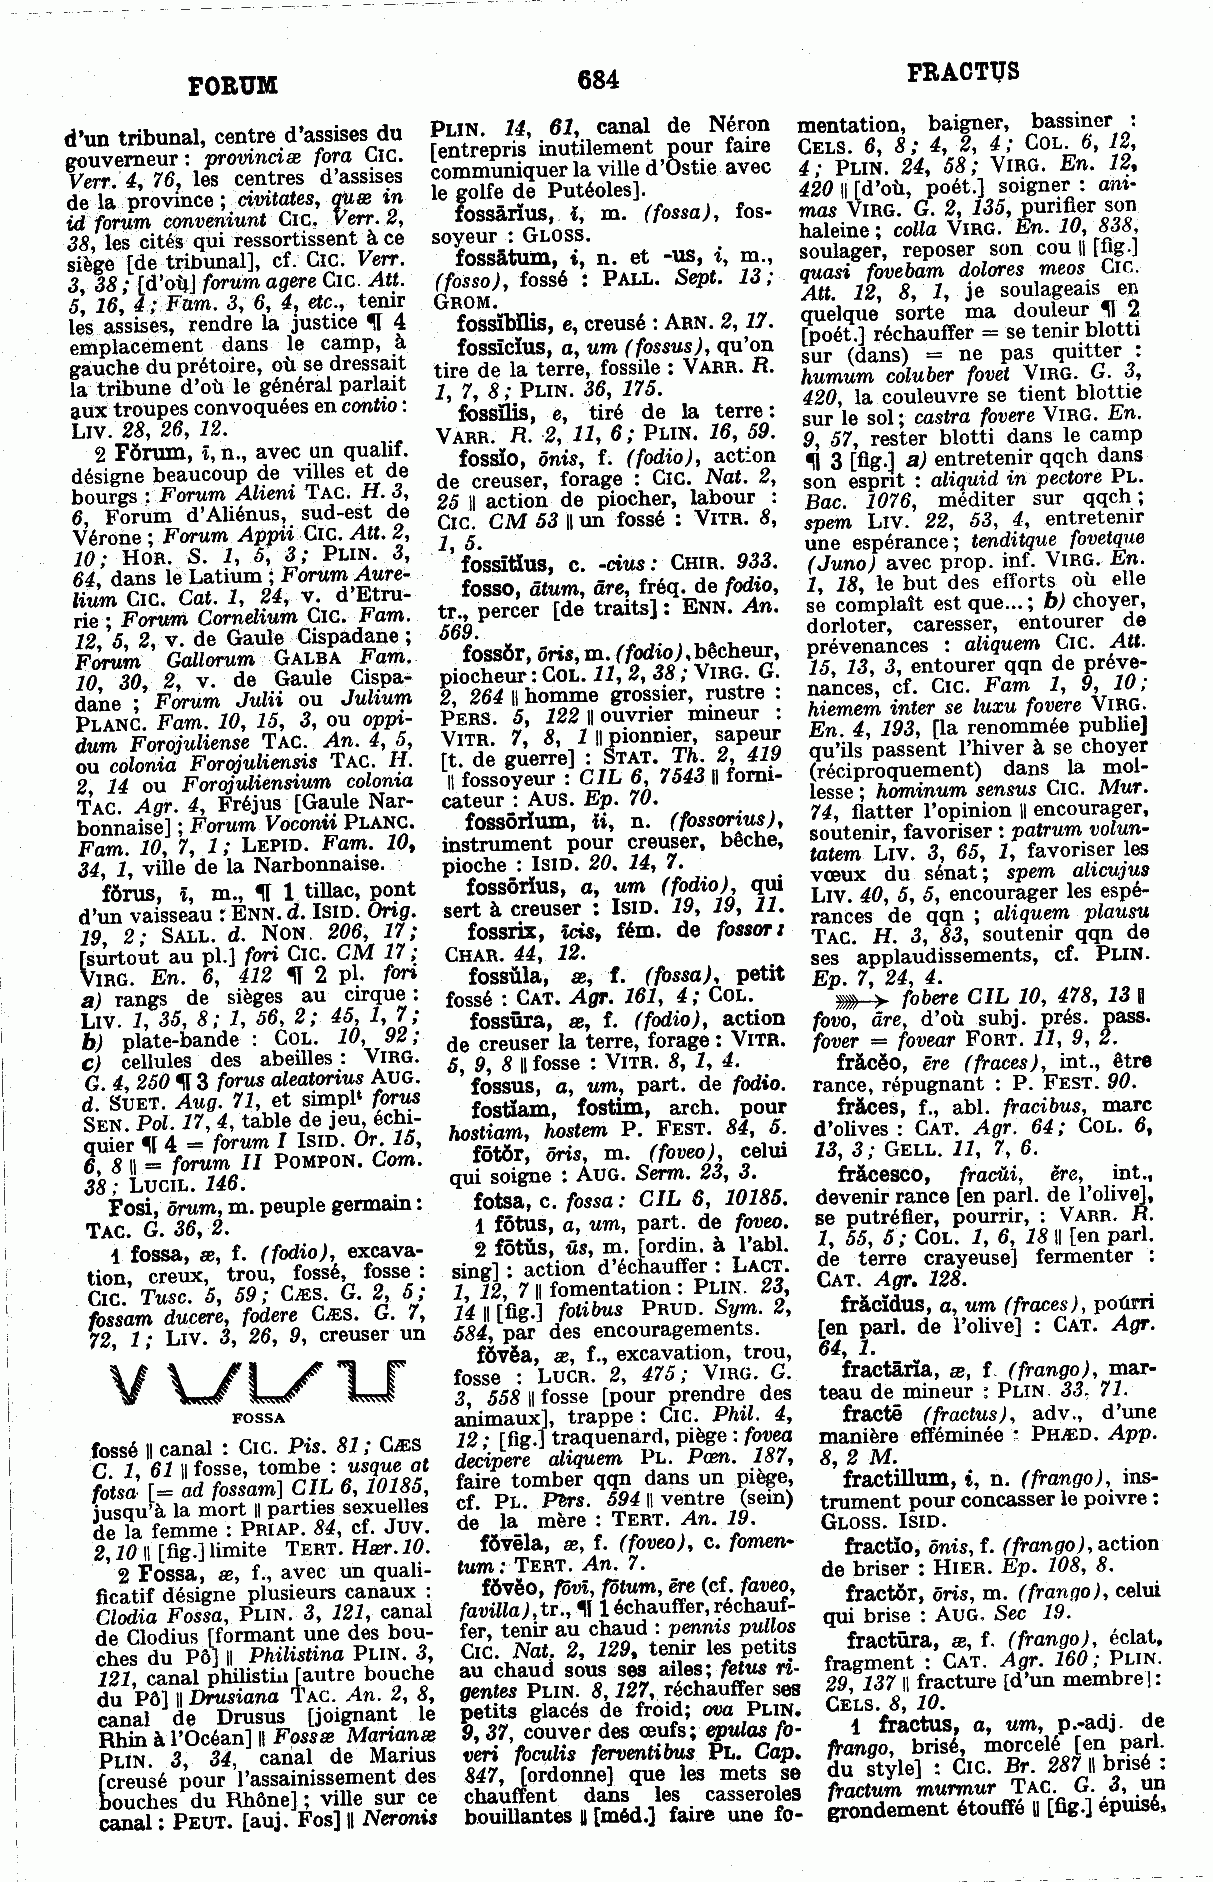 FORUM
684
FRACTUS
d'un tribunal, centre d'assises du
gouverneur : provinciæ fora CIC.
Verr. 4, 76, les centres d'assises
de la province ; civitates, quæ in
id forum conveniunt CIC. Verr. 2,
38, les cités qui ressortissent à ce
siège [de tribunal], cf. CIC. Verr.
3, 38 ; [d'où] forum agere CIC. Att.
5, 16, 4 ; Fam. 3, 6, 4, etc., tenir
les assises, rendre la justice ¶ 4
emplacement dans le camp, à
gauche du prétoire, où se dressait
la tribune d'où le général parlait
aux troupes convoquées en contio :
LIV. 28, 26, 12.
2 Fŏrum, ī, n., avec un qualif.
désigne beaucoup de villes et de
bourgs : Forum Alieni TAC. H. 3,
6, Forum d'Aliénus, sud-est de
Vérone ; Forum Appii CIC. Att. 2,
10 ; HOR. S. 1, 5, 3 ; PLIN. 3,
64, dans le Latium ; Forum Aure-
lium CIC. Cat. 1, 24, v. d'Etru-
rie ; Forum Cornelium CIC. Fam.
12, 5, 2, v. de Gaule Cispadane ;
Forum Gallorum GALBA Fam.
10, 30, 2, v. de Gaule Cispa-
dane ; Forum Julii ou Julium
PLANC. Fam. 10, 15, 3, ou oppi-
dum Forojuliense TAC. An. 4, 5,
ou colonia Forojuliensis TAC. H.
2, 14 ou Forojuliensium colonia
TAC. Agr. 4, Fréjus [Gaule Nar-
bonnaise] ; Forum Voconii PLANC.
Fam. 10, 7, 1 ; LEPID. Fam. 10,
34, 1, ville de la Narbonnaise.
fŏrus, ī, m., ¶ 1 tillac, pont
d'un vaisseau : ENN. d. ISID. Orig.
19, 2 ; SALL. d. NON. 206, 17 ;
[surtout au pl.] fori CIC. CM 17 ;
VIRG. En. 6, 412 ¶ 2 pl. fori
a) rangs de sièges au cirque :
LIV. 1, 35, 8 ; 1, 56, 2 ; 45, 1, 7 ;
b) plate-bande : COL. 10, 92 ;
c) cellules des abeilles : VIRG.
G. 4, 250 ¶ 3 forus aleatorius AUG.
d. SUET. Aug. 71, et simplt forus
SEN. Pol. 17, 4, table de jeu, échi-
quier ¶ 4 = forum I ISID. Or. 15,
6, 8 || = forum II POMPON. Com.
38 ; LUCIL. 146.
Fosi, ōrum, m. peuple germain :
TAC. G. 36, 2.
1 fossa, æ, f. (fodio), excava-
tion, creux, trou, fossé, fosse :
CIC. Tusc. 5, 59 ; CÆS. G. 2, 5 ;
fossam ducere, fodere CÆS. G. 7,
72, 1 ; LIV. 3, 26, 9, creuser un
FOSSA
fossé || canal : CIC. Pis. 81 ; CÆS
C. 1, 61 || fosse, tombe : usque at
fotsa [= ad fossam] CIL 6, 10185,
jusqu'à la mort || parties sexuelles
de la femme : PRIAP. 84, cf. JUV.
2, 10 || [fig.] limite TERT. Hær. 10.
2 Fossa, æ, f., avec un quali-
ficatif désigne plusieurs canaux :
Clodia Fossa, PLIN. 3, 121, canal
de Clodius [formant une des bou-
ches du Pô] || Philistina PLIN. 3,
121, canal philistin [autre bouche
du Pô] || Drusiana TAC. An. 2, 8,
canal de Drusus [joignant le
Rhin à l'Océan] || Fossæ Marianæ
PLIN. 3, 34, canal de Marius
[creusé pour l'assainissement des
bouches du Rhône] ; ville sur ce
canal : PEUT. [auj. Fos] || Neronis
PLIN. 14, 61, canal de Néron
[entrepris inutilement pour faire
communiquer la ville d'Ostie avec
le golfe de Putéoles].
fossārĭus, ī, m. (fossa), fos-
soyeur : GLOSS.
fossātum, i, n. et -us, i, m.,
(fosso), fossé : PALL. Sept. 13 ;
GROM.
fossĭbĭlis, e, creusé : ARN. 2, 17.
fossīcĭus, a, um (fossus), qu'on
tire de la terre, fossile : VARR. R.
1, 7, 8 ; PLIN. 36, 175.
fossĭlis, e, tiré de la terre :
VARR. R. 2, 11, 6 ; PLIN. 16, 59.
fossĭo, ōnis, f. (fodio), action
de creuser, forage : CIC. Nat. 2,
25 || action de piocher, labour :
CIC. CM 53 || un fossé : VITR. 8,
1, 5.
fossītĭus, c. -cius : CHIR. 933.
fosso, ātum, āre, fréq. de fodio,
tr., percer [de traits] : ENN. An.
569.
fossŏr, ōris, m. (fodio), bêcheur,
piocheur : COL. 11, 2, 38 ; VIRG. G.
2, 264 || homme grossier, rustre :
PERS. 5, 122 || ouvrier mineur :
VITR. 7, 8, 1 || pionnier, sapeur
[t. de guerre] : STAT. Th. 2, 419
|| fossoyeur : CIL 6, 7543 || forni-
cateur : AUS. Ep. 70.
fossōrĭum, ĭi, n. (fossorius),
instrument pour creuser, bêche,
pioche : ISID. 20. 14, 7.
fossōrĭus, a, um (fodio), qui
sert à creuser : ISID. 19, 19, 11.
fossrix, īcis, fém. de fossor :
CHAR. 44, 12.
fossŭla, æ, f. (fossa), petit
fossé : CAT. Agr. 161, 4 ; COL.
fossūra, æ, f. (fodio), action
de creuser la terre, forage : VITR.
5, 9, 8 || fosse : VITR. 8, 1, 4.
fossus, a, um, part. de fodio.
fostĭam, fostim, arch. pour
hostiam, hostem P. FEST. 84, 5.
fōtŏr, ōris, m. (foveo), celui
qui soigne : AUG. Serm. 23, 3.
fotsa, c. fossa : CIL 6, 10185.
1 fōtus, a, um, part. de foveo.
2 fōtŭs, ūs, m. [ordin. à l'abl.
sing] : action d'échauffer : LACT.
1, 12, 7 || fomentation : PLIN. 23,
14 || [fig.] fotibus PRUD. Sym. 2,
584, par des encouragements.
fŏvĕa, æ, f., excavation, trou,
fosse : LUCR. 2, 475 ; VIRG. G.
3, 558 || fosse [pour prendre des
animaux], trappe : CIC. Phil. 4,
12 ; [fig.] traquenard, piège : fovea
decipere aliquem PL. Pœn. 187,
faire tomber qqn dans un piège,
cf. PL. Pers. 594 || ventre (sein)
de la mère : TERT. An. 19.
fŏvēla, æ, f. (foveo), c. fomen-
tum : TERT. An. 7.
fŏvĕo, fōvī, fōtum, ēre (cf. faveo,
favilla), tr., ¶ 1 échauffer, réchauf-
fer, tenir au chaud : pennis pullos
CIC. Nat. 2, 129, tenir les petits
au chaud sous ses ailes ; fetus ri-
gentes PLIN. 8, 127, réchauffer ses
petits glacés de froid ; ova PLIN.
9, 37, couver des œufs ; epulas fo-
veri foculis ferventibus PL. Cap.
847, [ordonne] que les mets se
chauffent dans les casseroles
bouillantes || [méd.] faire une fo-
mentation, baigner, bassiner :
CELS. 6, 8 ; 4, 2, 4 ; COL. 6, 12,
4 ; PLIN. 24, 58 ; VIRG. En. 12,
420 || [d'où, poét.] soigner : ani-
mas VIRG. G. 2, 135, purifier son
haleine ; colla VIRG. En. 10, 838,
soulager, reposer son cou || [fig.]
quasi fovebam dolores meos CIC.
Att. 12, 8, 1, je soulageais en
quelque sorte ma douleur ¶ 2
[poét.] réchauffer = se tenir blotti
sur (dans) = ne pas quitter :
humum coluber fovet VIRG. G. 3,
420, la couleuvre se tient blottie
sur le sol ; castra fovere VIRG. En.
9, 57, rester blotti dans le camp
¶ 3 [fig.] a) entretenir qqch dans
son esprit : aliquid in pectore PL.
Bac. 1076, méditer sur qqch ;
spem LIV. 22, 53, 4, entretenir
une espérance ; tenditque fovetque
(Juno) avec prop. inf. VIRG. En.
1, 18, le but des efforts où elle
se complaît est que... ; b) choyer,
dorloter, caresser, entourer de
prévenances : aliquem CIC. Att.
15, 13, 3, entourer qqn de préve-
nances, cf. CIC. Fam 1, 9, 10 ;
hiemem inter se luxu fovere VIRG.
En. 4, 193, [la renommée publie]
qu'ils passent l'hiver à se choyer
(réciproquement) dans la mol-
lesse ; hominum sensus CIC. Mur.
74, flatter l'opinion || encourager,
soutenir, favoriser : patrum volun-
tatem LIV. 3, 65, 1, favoriser les
vœux du sénat ; spem alicujus
LIV. 40, 5, 5, encourager les espé-
rances de qqn ; aliquem plausu
TAC. H. 3, 83, soutenir qqn de
ses applaudissements, cf. PLIN.
Ep. 7, 24, 4.
fobere CIL 10, 478, 13 ||
fovo, āre, d'où subj. prés. pass.
fover = fovear FORT. 11, 9, 2.
frăcĕo, ēre (fraces), int., être
rance, répugnant : P. FEST. 90.
frăces, f., abl. fracibus, marc
d'olives : CAT. Agr. 64 ; COL. 6,
13, 3 ; GELL. 11, 7, 6.
frăcesco, fracŭi, ĕre, int.,
devenir rance [en parl. de l'olive],
se putréfier, pourrir, : VARR. R.
1, 55, 5 ; COL. 1, 6, 18 || [en parl.
de terre crayeuse] fermenter :
CAT. Agr. 128.
frăcĭdus, a, um (fraces), pourri
[en parl. de l'olive] : CAT. Agr.
64, 1.
fractārĭa, æ, f. (frango), mar-
teau de mineur : PLIN. 33, 71.
fractē (fractus), adv., d'une
manière efféminée : PHÆD. App.
8, 2 M.
fractillum, i, n. (frango), ins-
trument pour concasser le poivre :
GLOSS. ISID.
fractĭo, ōnis, f. (frango), action
de briser : HIER. Ep. 108, 8.
fractŏr, ōris, m. (frango), celui
qui brise : AUG. Sec 19.
fractūra, æ, f. (frango), éclat,
fragment : CAT. Agr. 160 ; PLIN.
29, 137 || fracture [d'un membre] :
CELS. 8, 10.
1 fractus, a, um, p.-adj. de
frango, brisé, morcelé [en parl.
du style] : CIC. Br. 287 || brisé :
fractum murmur TAC. G. 3, un
grondement étouffé || [fig.] épuisé,